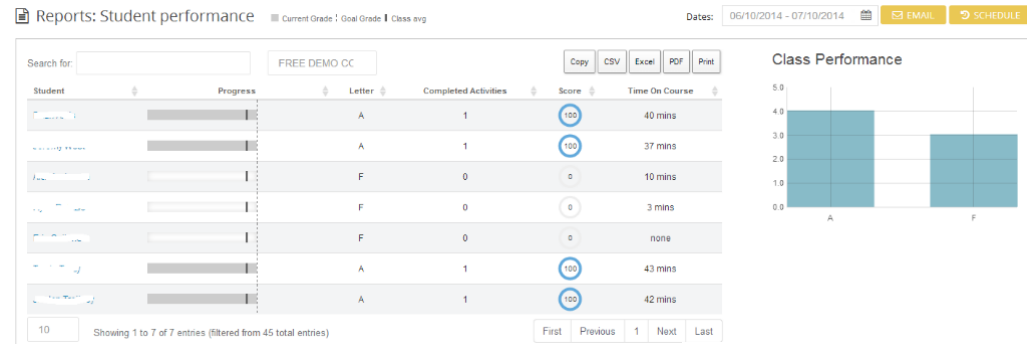 Reports: Student performance Current Grade Goal Grade Class avg Dates: 06/10/2014 - 07/10/2014 EMAIL SCHEDULE
Search for: FREE DEMO CC Copy CSV Excel PDF Print
Student Progress Letter Completed Activities Score Time On Course
A 1 100 40 mins
A 1 100 37 mins
F 0 0 10 mins
F 0 0 3 mins
F 0 0 none
A 1 100 43 mins
A 1 100 42 mins
10 Showing 1 to 7 of 7 entries (filtered from 45 total entries) First Previous 1 Next Last
Class Performance
5.0
4.0
3.0
2.0
1.0
0.0
A F